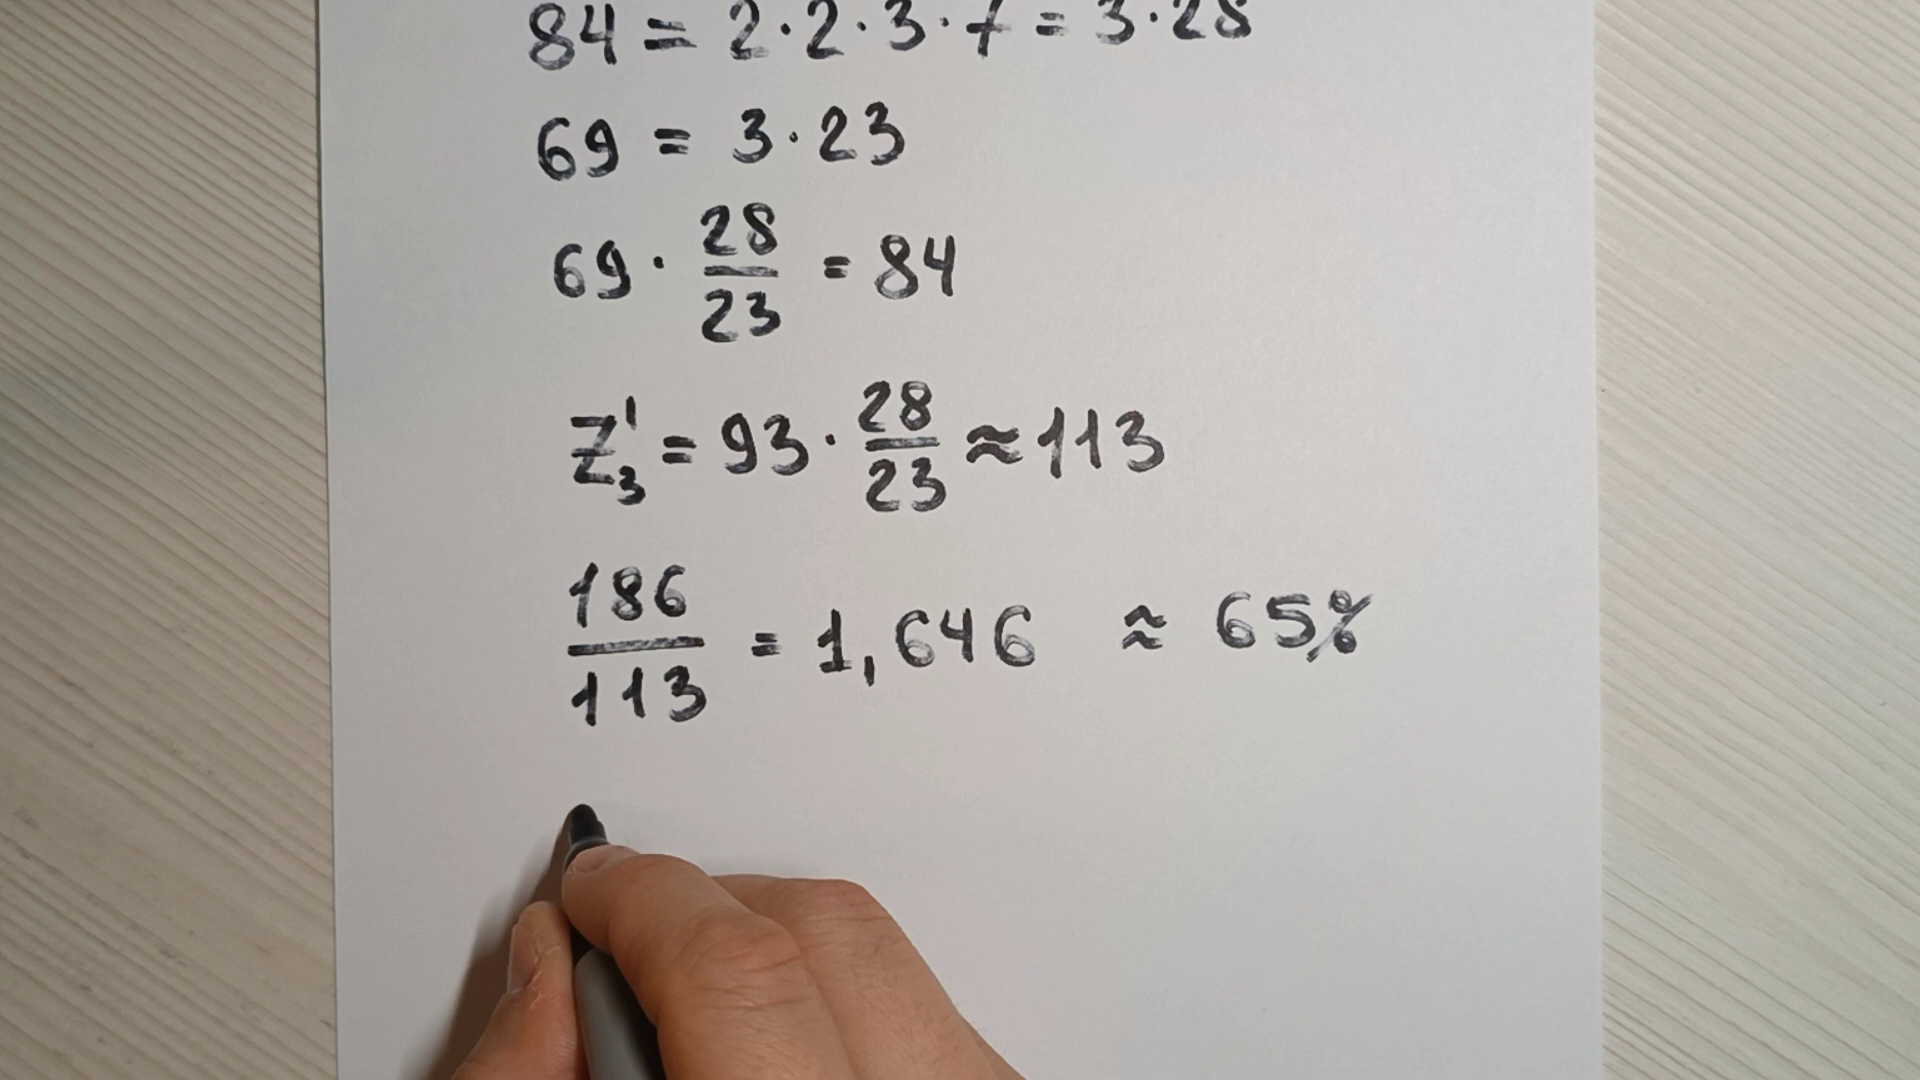 84 = 2·2·3·7 = 3·28
69 = 3·23
69 · 28/23 = 84
Z₃¹ = 93 · 28/23 ≈ 113
186/113 = 1,646 ≈ 65%